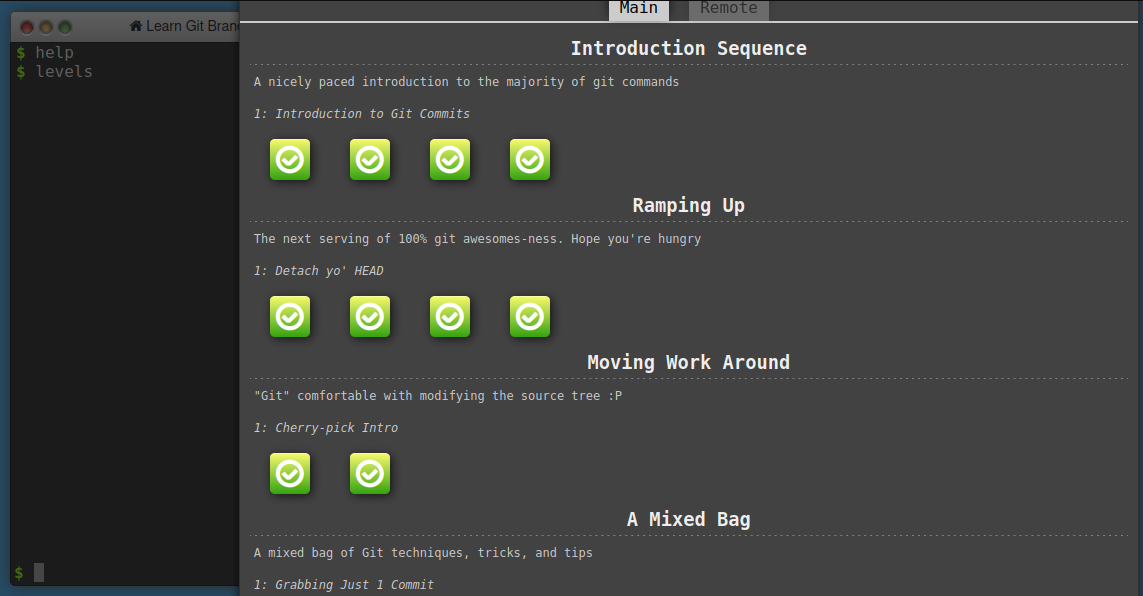 Main
Remote
Learn Git Bran
$ help
$ levels
$
Introduction Sequence
A nicely paced introduction to the majority of git commands
1: Introduction to Git Commits
Ramping Up
The next serving of 100% git awesomes-ness. Hope you're hungry
1: Detach yo' HEAD
Moving Work Around
"Git" comfortable with modifying the source tree :P
1: Cherry-pick Intro
A Mixed Bag
A mixed bag of Git techniques, tricks, and tips
1: Grabbing Just 1 Commit